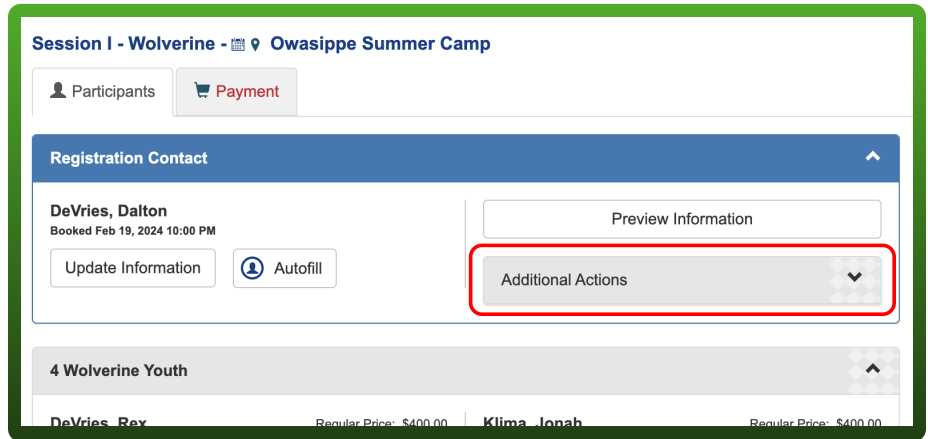 Session I - Wolverine - Owasippe Summer Camp
Participants
Payment
Registration Contact
DeVries, Dalton
Booked Feb 19, 2024 10:00 PM
Update Information
Autofill
Preview Information
Additional Actions
4 Wolverine Youth
DeVries, Rex
Regular Price: $400.00
Klima, Jonah
Regular Price: $400.00